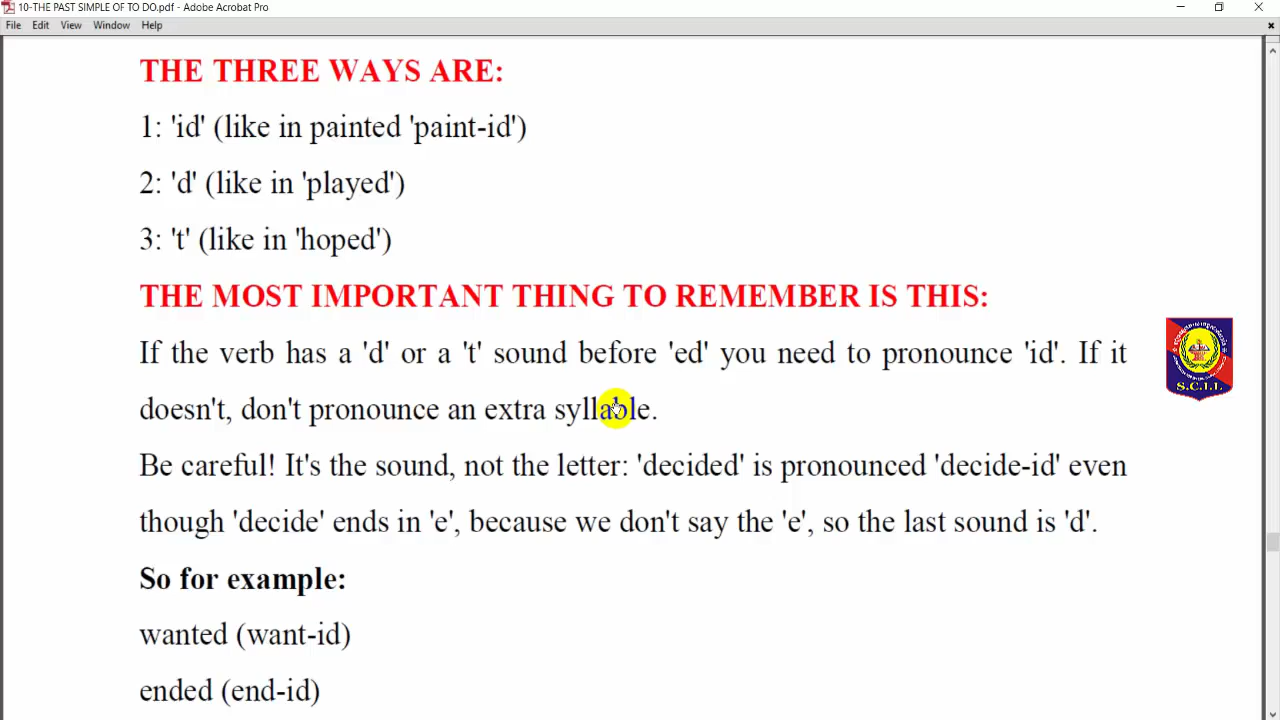 10-THE PAST SIMPLE OF TO DO.pdf - Adobe Acrobat Pro
File Edit View Window Help
THE THREE WAYS ARE:
1: 'id' (like in painted 'paint-id')
2: 'd' (like in 'played')
3: 't' (like in 'hoped')
THE MOST IMPORTANT THING TO REMEMBER IS THIS:
If the verb has a 'd' or a 't' sound before 'ed' you need to pronounce 'id'. If it
doesn't, don't pronounce an extra syllable.
Be careful! It's the sound, not the letter: 'decided' is pronounced 'decide-id' even
though 'decide' ends in 'e', because we don't say the 'e', so the last sound is 'd'.
So for example:
wanted (want-id)
ended (end-id)
S.C.I.L